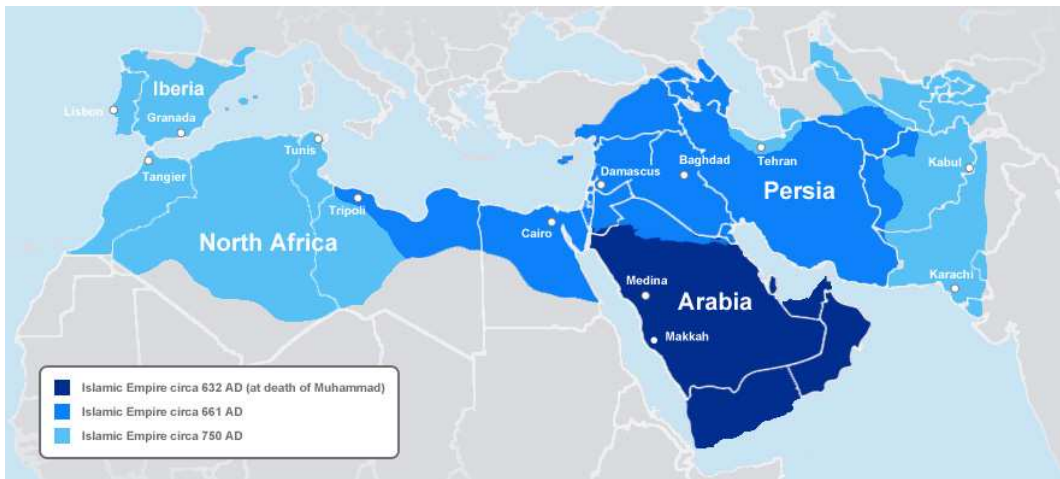 Iberia
Lisbon
Granada
Tunis
Tangier
Tripoli
North Africa
Cairo
Damascus
Baghdad
Tehran
Persia
Kabul
Karachi
Medina
Arabia
Makkah
Islamic Empire circa 632 AD (at death of Muhammad)
Islamic Empire circa 661 AD
Islamic Empire circa 750 AD